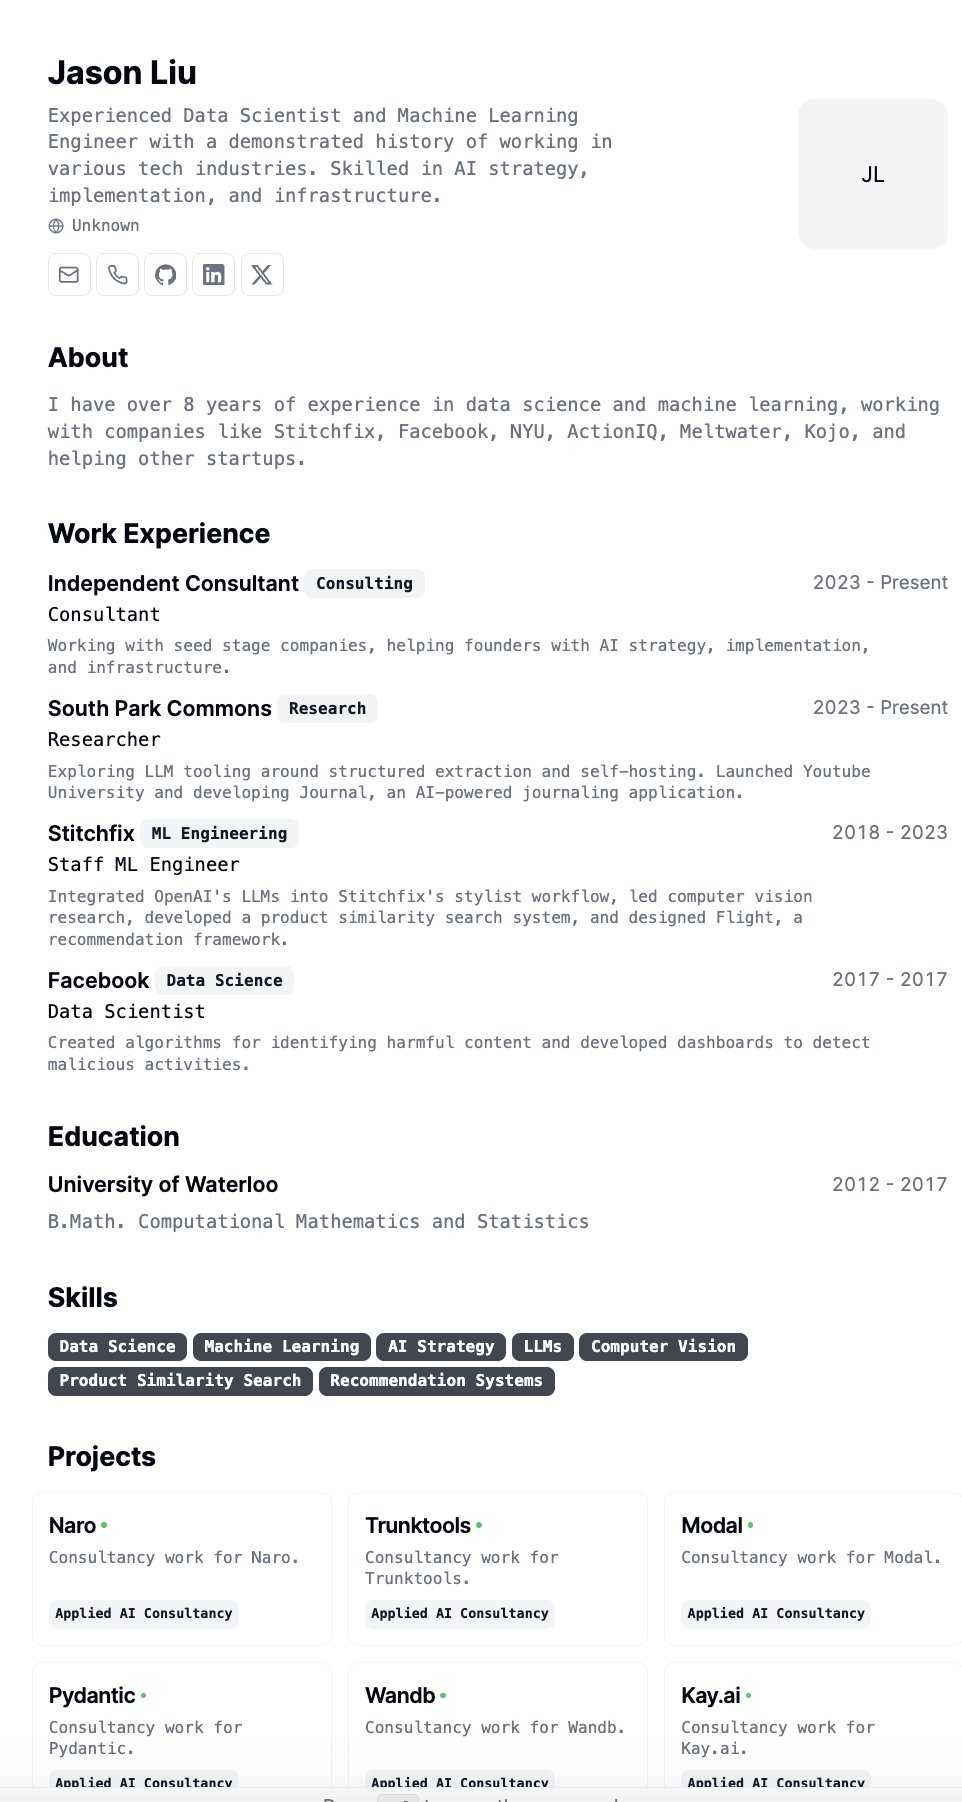 Jason Liu
Experienced Data Scientist and Machine Learning
Engineer with a demonstrated history of working in
various tech industries. Skilled in AI strategy,
implementation, and infrastructure.
Unknown
JL
About
I have over 8 years of experience in data science and machine learning, working
with companies like Stitchfix, Facebook, NYU, ActionIQ, Meltwater, Kojo, and
helping other startups.
Work Experience
Independent Consultant Consulting 2023 - Present
Consultant
Working with seed stage companies, helping founders with AI strategy, implementation,
and infrastructure.
South Park Commons Research 2023 - Present
Researcher
Exploring LLM tooling around structured extraction and self-hosting. Launched Youtube
University and developing Journal, an AI-powered journaling application.
Stitchfix ML Engineering 2018 - 2023
Staff ML Engineer
Integrated OpenAI's LLMs into Stitchfix's stylist workflow, led computer vision
research, developed a product similarity search system, and designed Flight, a
recommendation framework.
Facebook Data Science 2017 - 2017
Data Scientist
Created algorithms for identifying harmful content and developed dashboards to detect
malicious activities.
Education
University of Waterloo 2012 - 2017
B.Math. Computational Mathematics and Statistics
Skills
Data Science Machine Learning AI Strategy LLMs Computer Vision
Product Similarity Search Recommendation Systems
Projects
Naro
Consultancy work for Naro.
Applied AI Consultancy
Trunktools
Consultancy work for
Trunktools.
Applied AI Consultancy
Modal
Consultancy work for Modal.
Applied AI Consultancy
Pydantic
Consultancy work for
Pydantic.
Applied AI Consultancy
Wandb
Consultancy work for Wandb.
Applied AI Consultancy
Kay.ai
Consultancy work for
Kay.ai.
Applied AI Consultancy